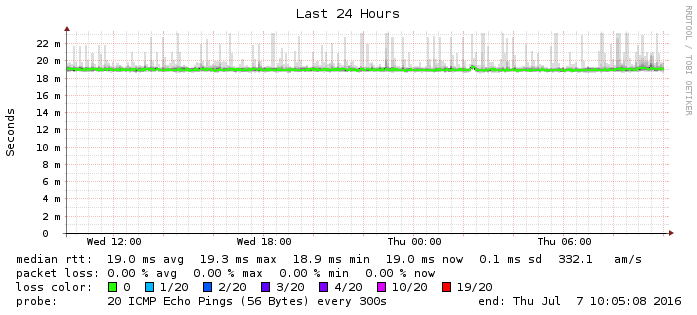 Last 24 Hours
RRDTOOL / TOBI OETIKER
Seconds
22 m
20 m
18 m
16 m
14 m
12 m
10 m
8 m
6 m
4 m
2 m
0
Wed 12:00 Wed 18:00 Thu 00:00 Thu 06:00
median rtt: 19.0 ms avg 19.3 ms max 18.9 ms min 19.0 ms now 0.1 ms sd 332.1 am/s
packet loss: 0.00 % avg 0.00 % max 0.00 % min 0.00 % now
loss color: 0 1/20 2/20 3/20 4/20 10/20 19/20
probe: 20 ICMP Echo Pings (56 Bytes) every 300s end: Thu Jul 7 10:05:08 2016